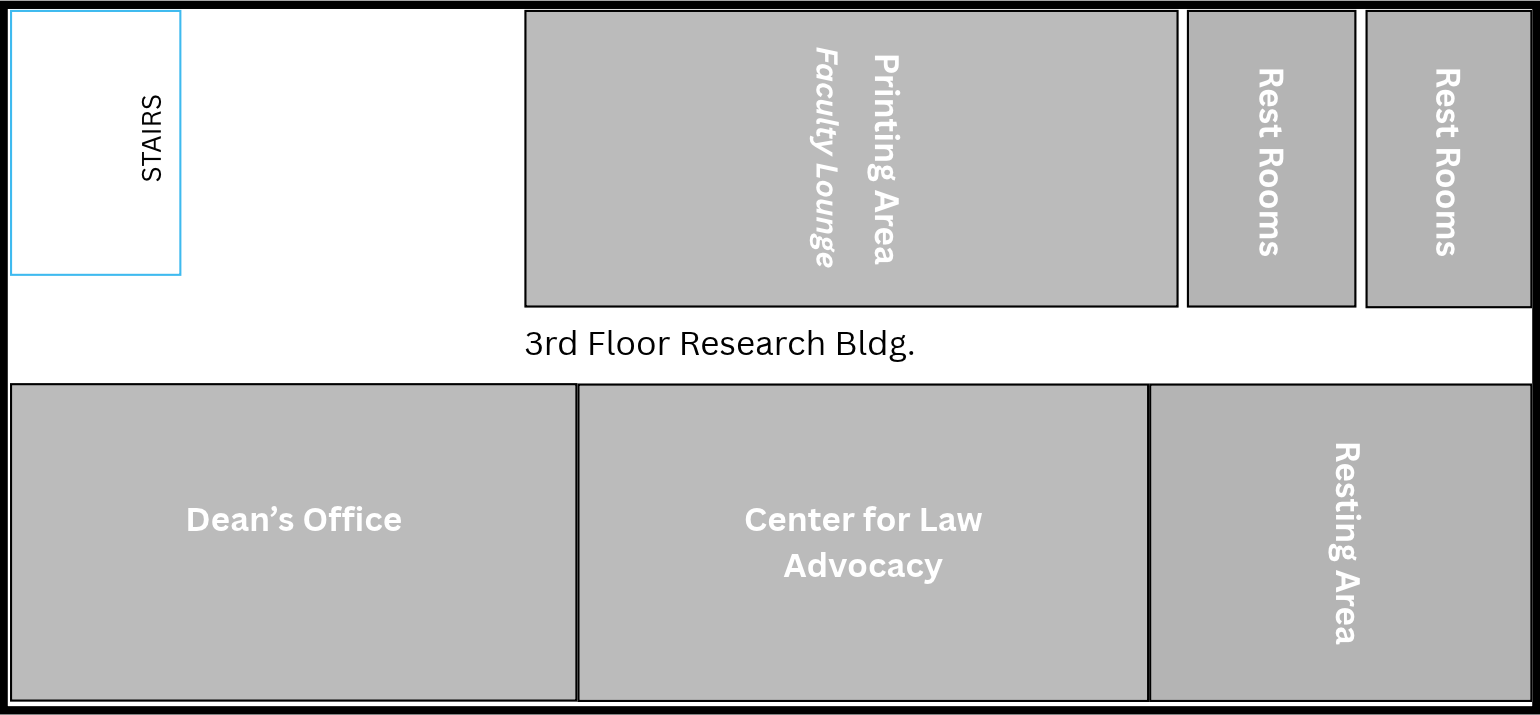 STAIRS
Printing Area
Faculty Lounge
Rest Rooms
Rest Rooms
3rd Floor Research Bldg.
Dean’s Office
Center for Law
Advocacy
Resting Area